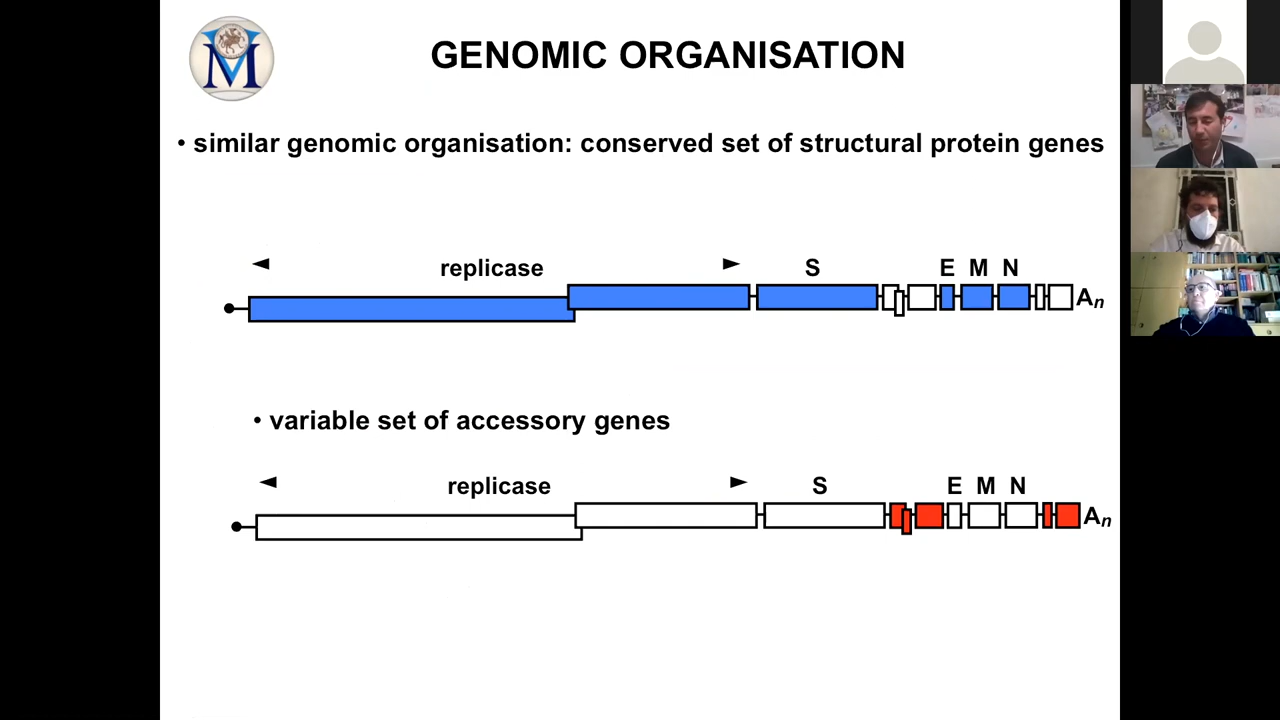 GENOMIC ORGANISATION
• similar genomic organisation: conserved set of structural protein genes
replicase S E M N
An
• variable set of accessory genes
replicase S E M N
An